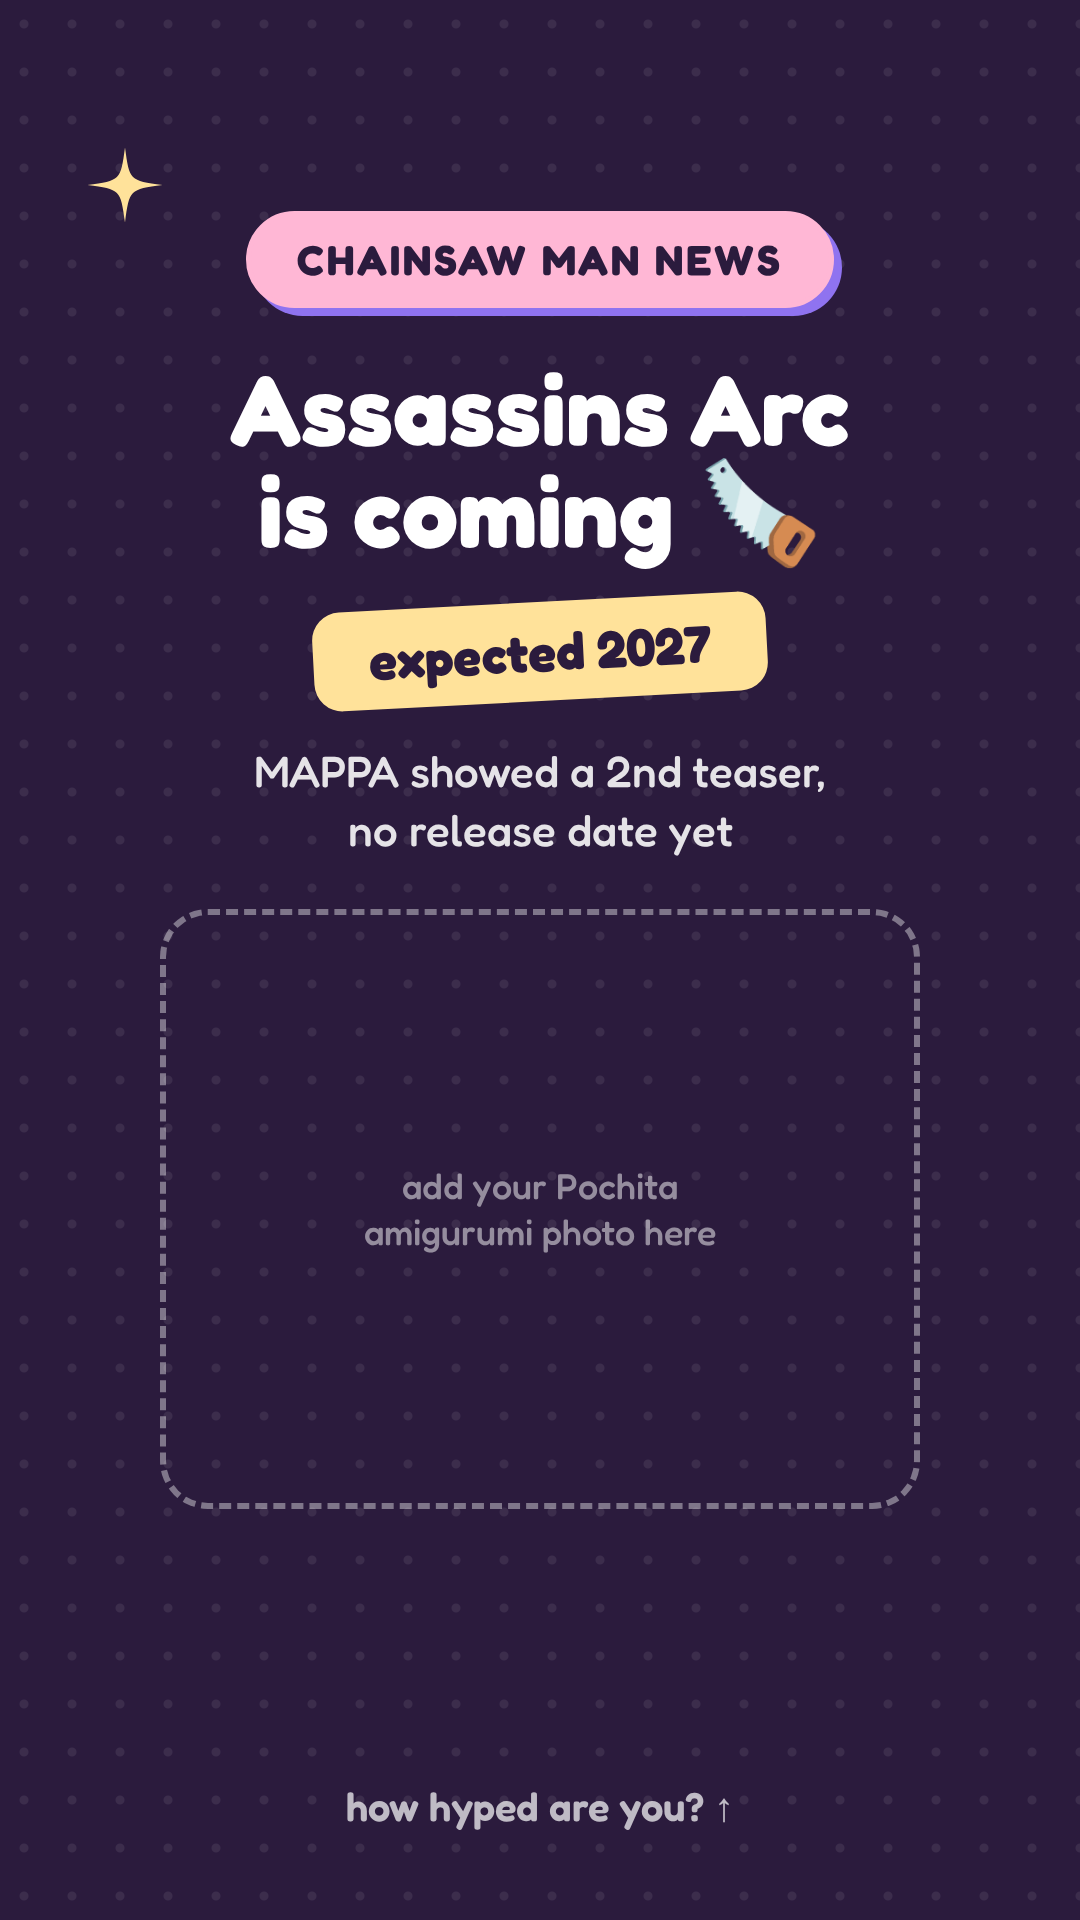 CHAINSAW MAN NEWS
Assassins Arc
is coming 🪚
expected 2027
MAPPA showed a 2nd teaser,
no release date yet
add your Pochita
amigurumi photo here
how hyped are you? ↑